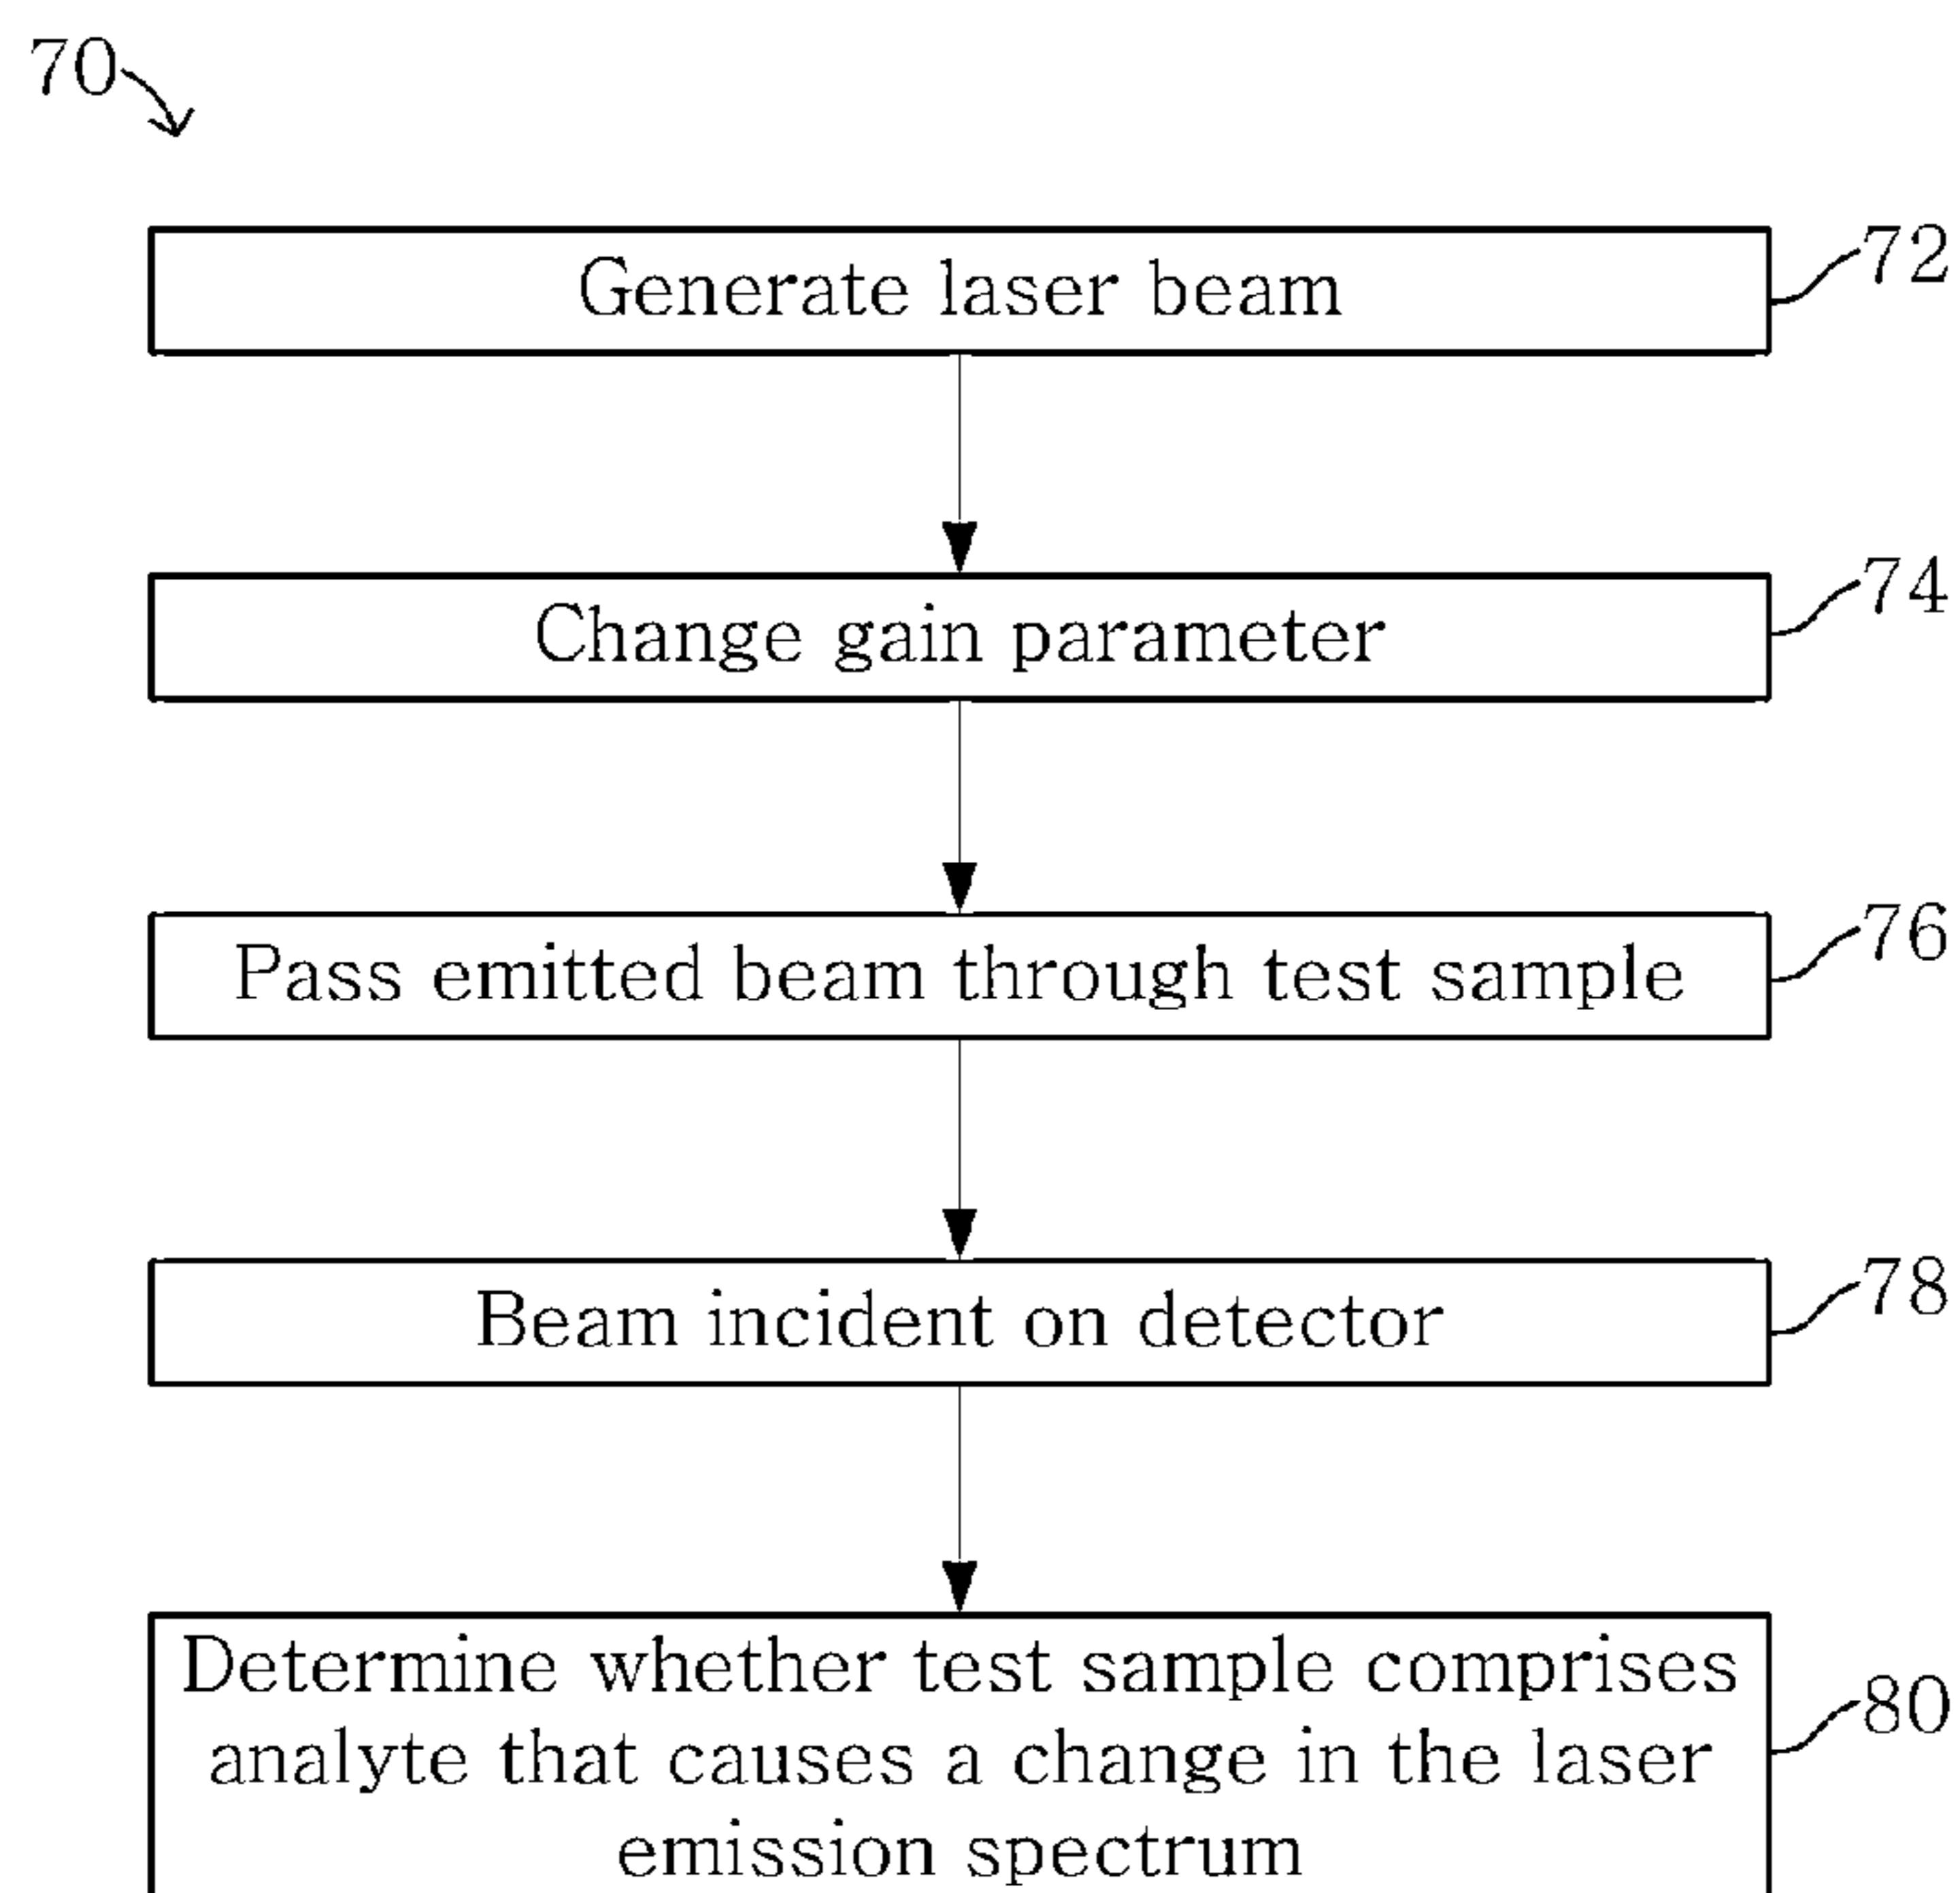 70
Generate laser beam
72
Change gain parameter
74
Pass emitted beam through test sample
76
Beam incident on detector
78
Determine whether test sample comprises
analyte that causes a change in the laser
emission spectrum
80